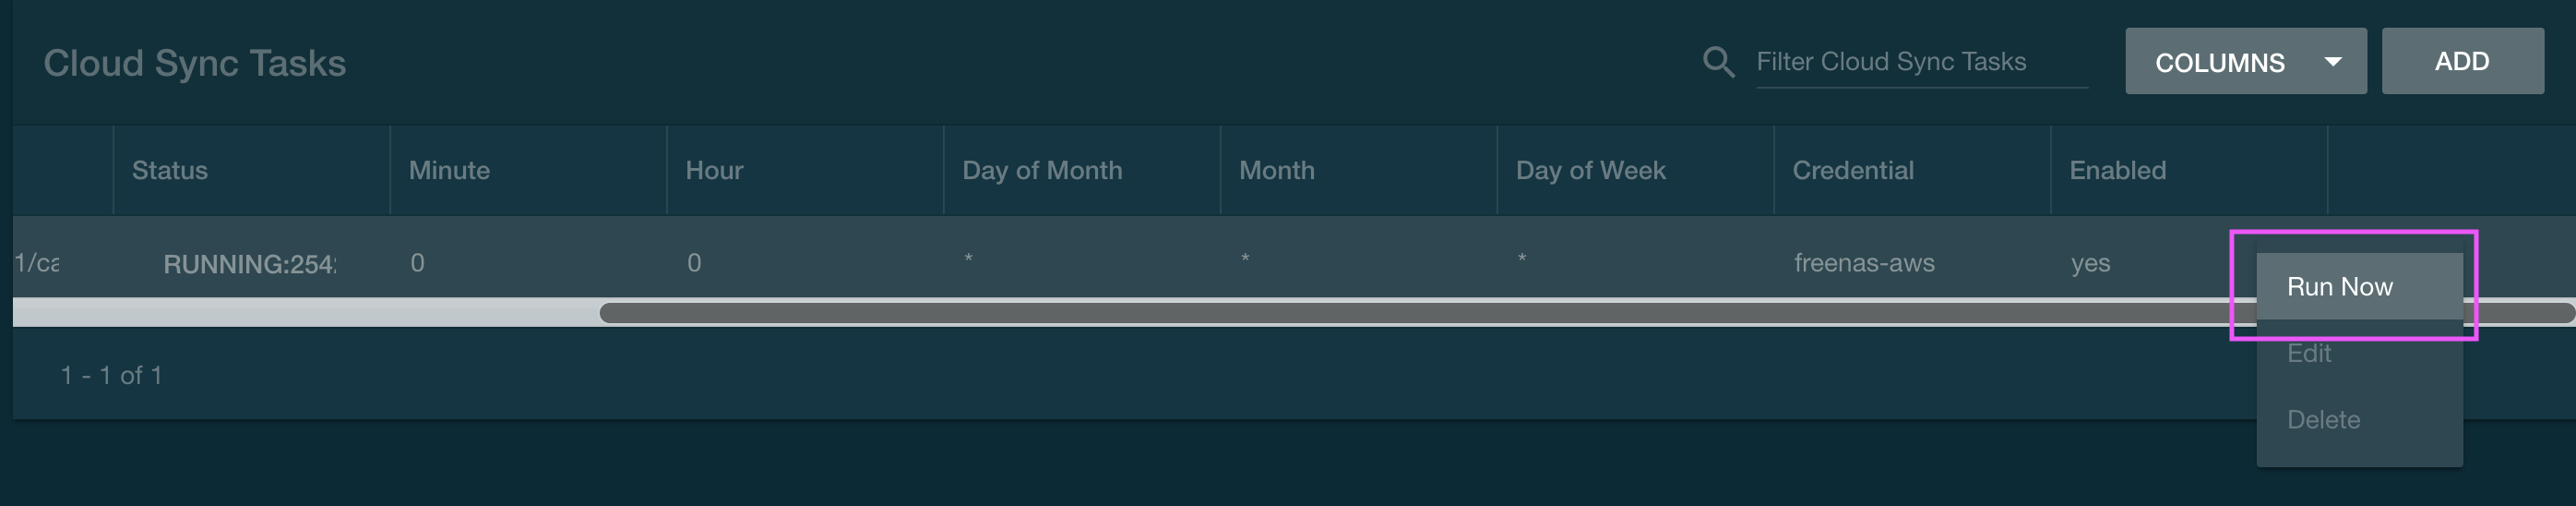 Cloud Sync Tasks Filter Cloud Sync Tasks COLUMNS ADD
Status Minute Hour Day of Month Month Day of Week Credential Enabled
1/ca RUNNING:254: 0 0 * * * freenas-aws yes
Run Now
Edit
1 - 1 of 1
Delete